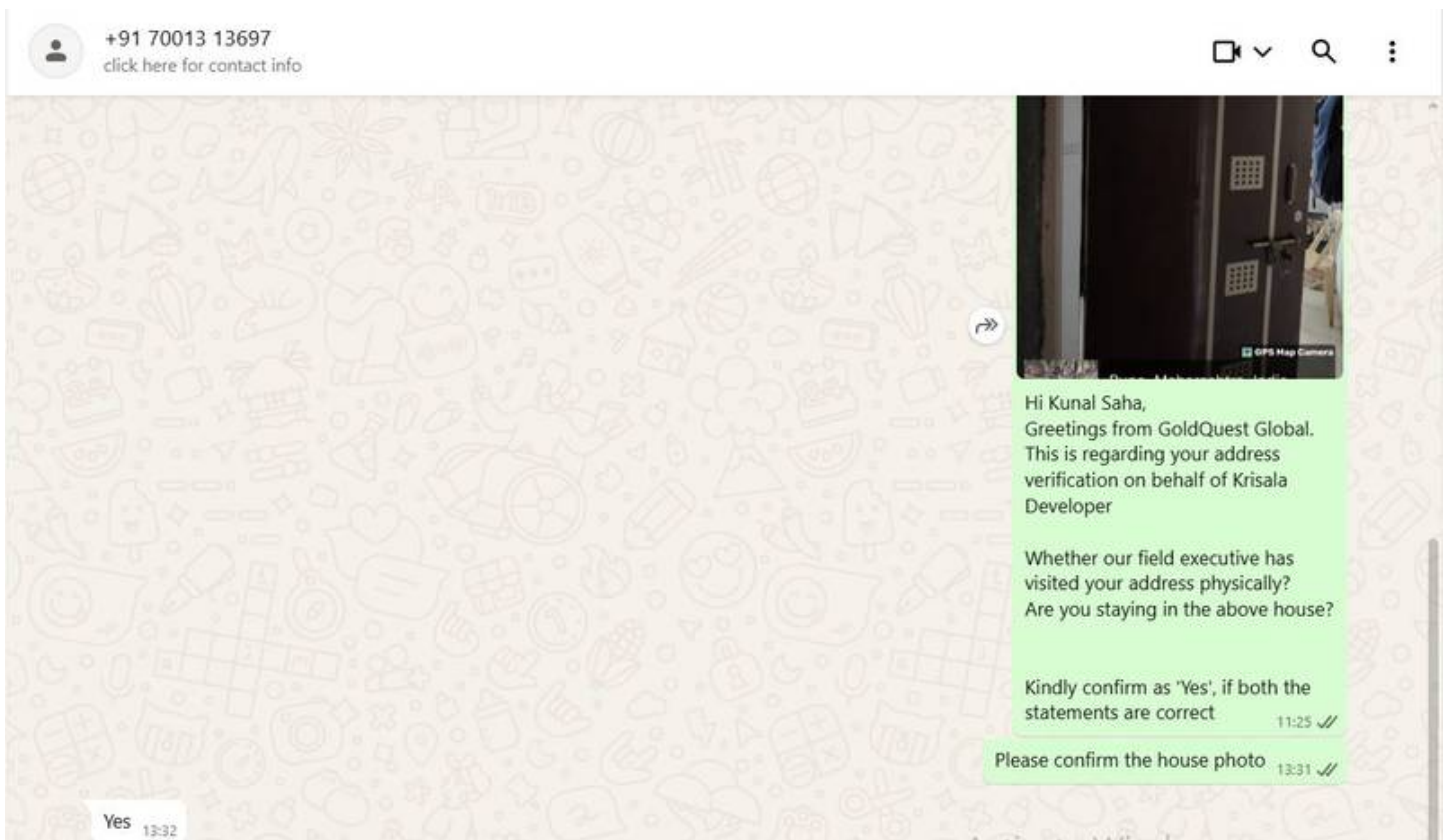 +91 70013 13697
click here for contact info
GPS Map Camera
Hi Kunal Saha,
Greetings from GoldQuest Global.
This is regarding your address
verification on behalf of Krisala
Developer
Whether our field executive has
visited your address physically?
Are you staying in the above house?
Kindly confirm as 'Yes', if both the
statements are correct
11:25
Please confirm the house photo 13:31
Yes 13:32